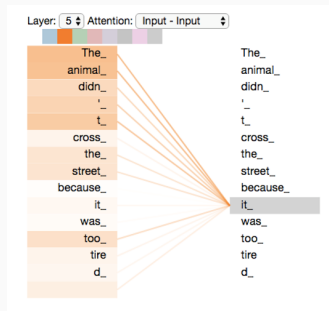 Layer: 5 Attention: Input - Input
The_ The_
animal_ animal_
didn_ didn_
'_ '_
t_ t_
cross_ cross_
the_ the_
street_ street_
because_ because_
it_ it_
was_ was_
too_ too_
tire tire
d_ d_